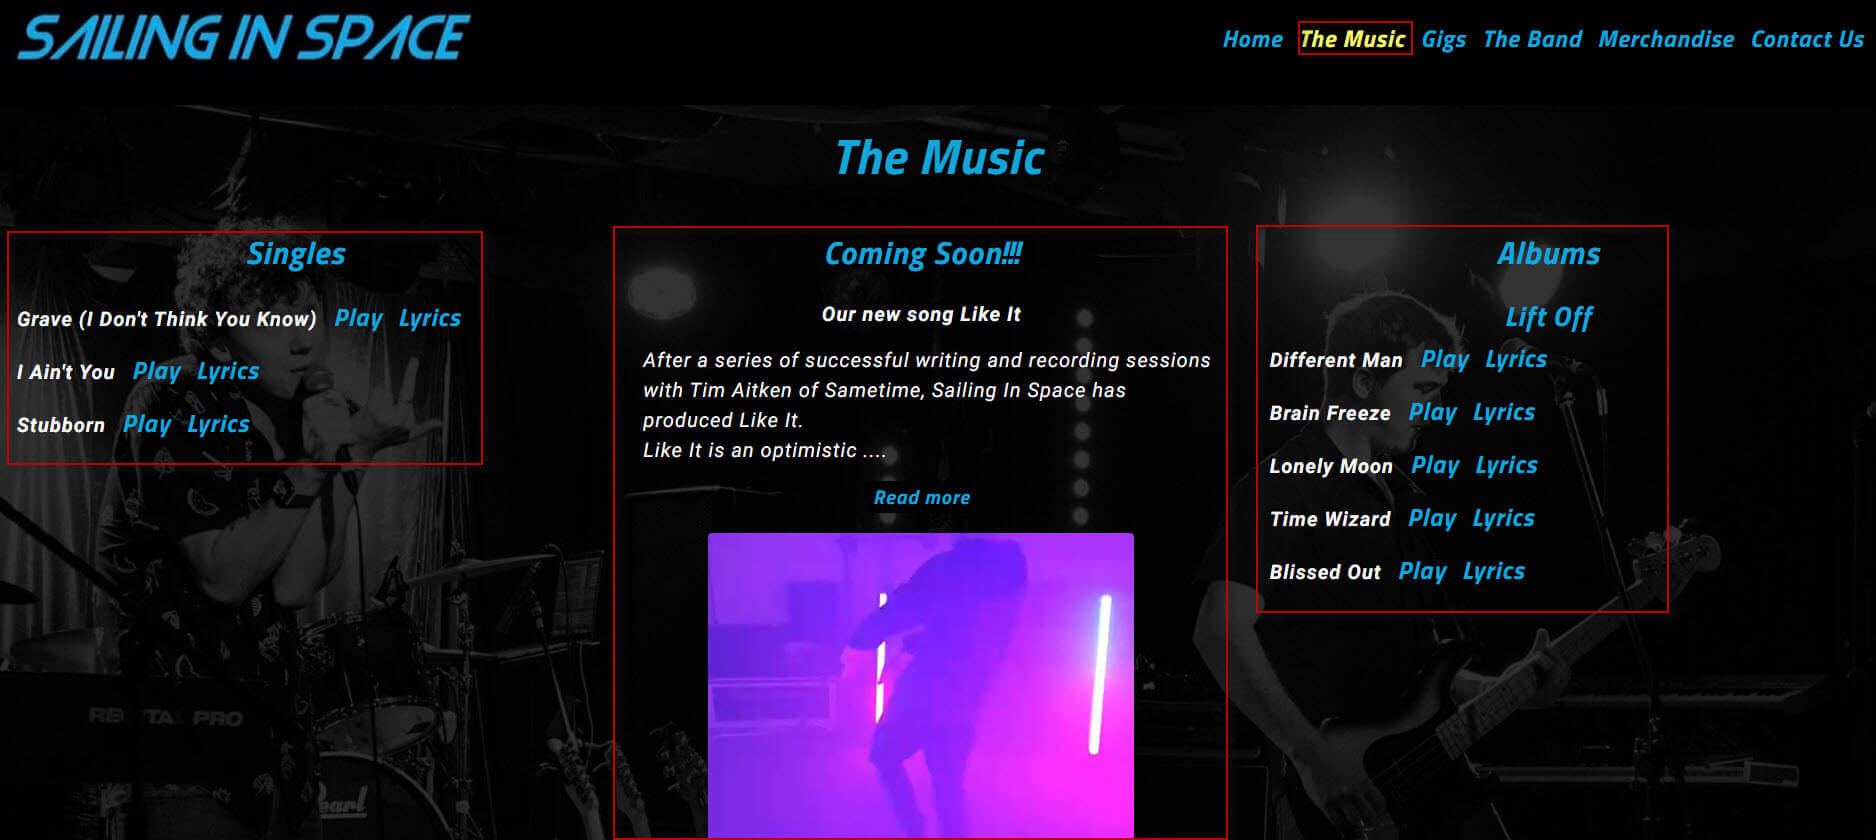 SAILING IN SPACE
Home The Music Gigs The Band Merchandise Contact Us
The Music
Singles
Grave (I Don't Think You Know) Play Lyrics
I Ain't You Play Lyrics
Stubborn Play Lyrics
Coming Soon!!!
Our new song Like It
After a series of successful writing and recording sessions
with Tim Aitken of Sametime, Sailing In Space has
produced Like It.
Like It is an optimistic ....
Read more
Albums
Lift Off
Different Man Play Lyrics
Brain Freeze Play Lyrics
Lonely Moon Play Lyrics
Time Wizard Play Lyrics
Blissed Out Play Lyrics
RECITAL PRO
Pearl